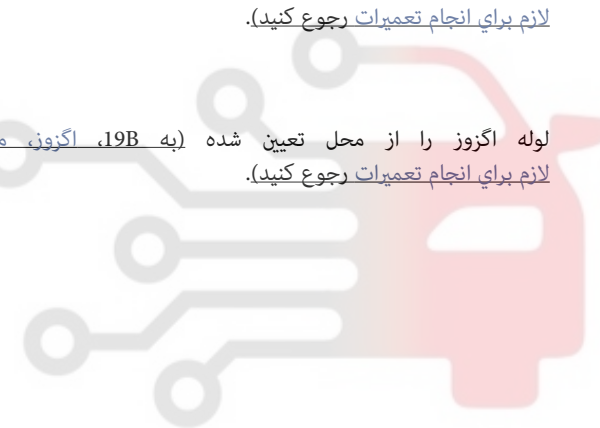 لازم براي انجام تعميرات رجوع كنيد).
لوله اگزوز را از محل تعيين شده (به 19B، اگزوز،
لازم براي انجام تعميرات رجوع كنيد).